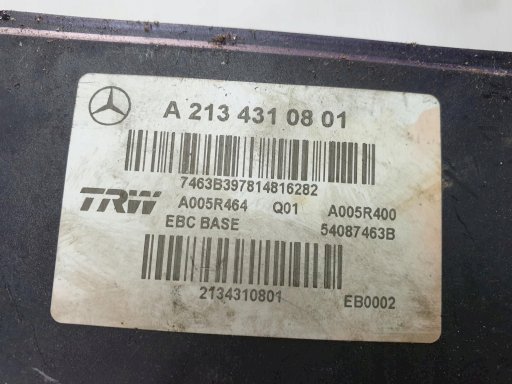 A 213 431 08 01
7463B397814816282
TRW A005R464 Q01 A005R400
EBC BASE 54087463B
2134310801 EB0002